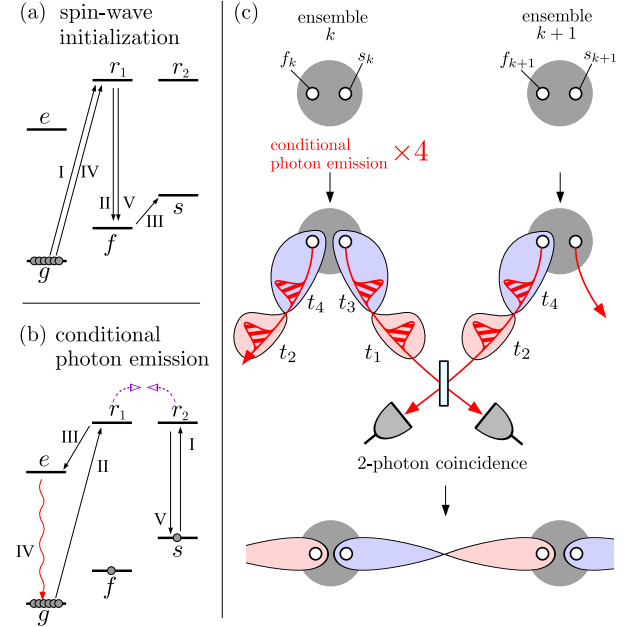 (a) spin-wave
initialization
r₁ r₂
e
I IV
II V
III s
f
g
(b) conditional
photon emission
r₁ r₂
III
e I
II
V
IV
s
f
g
(c)
ensemble
k
ensemble
k + 1
fₖ sₖ
fₖ₊₁ sₖ₊₁
conditional
photon emission ×4
t₄ t₃ t₄
t₂ t₁ t₂
2-photon coincidence